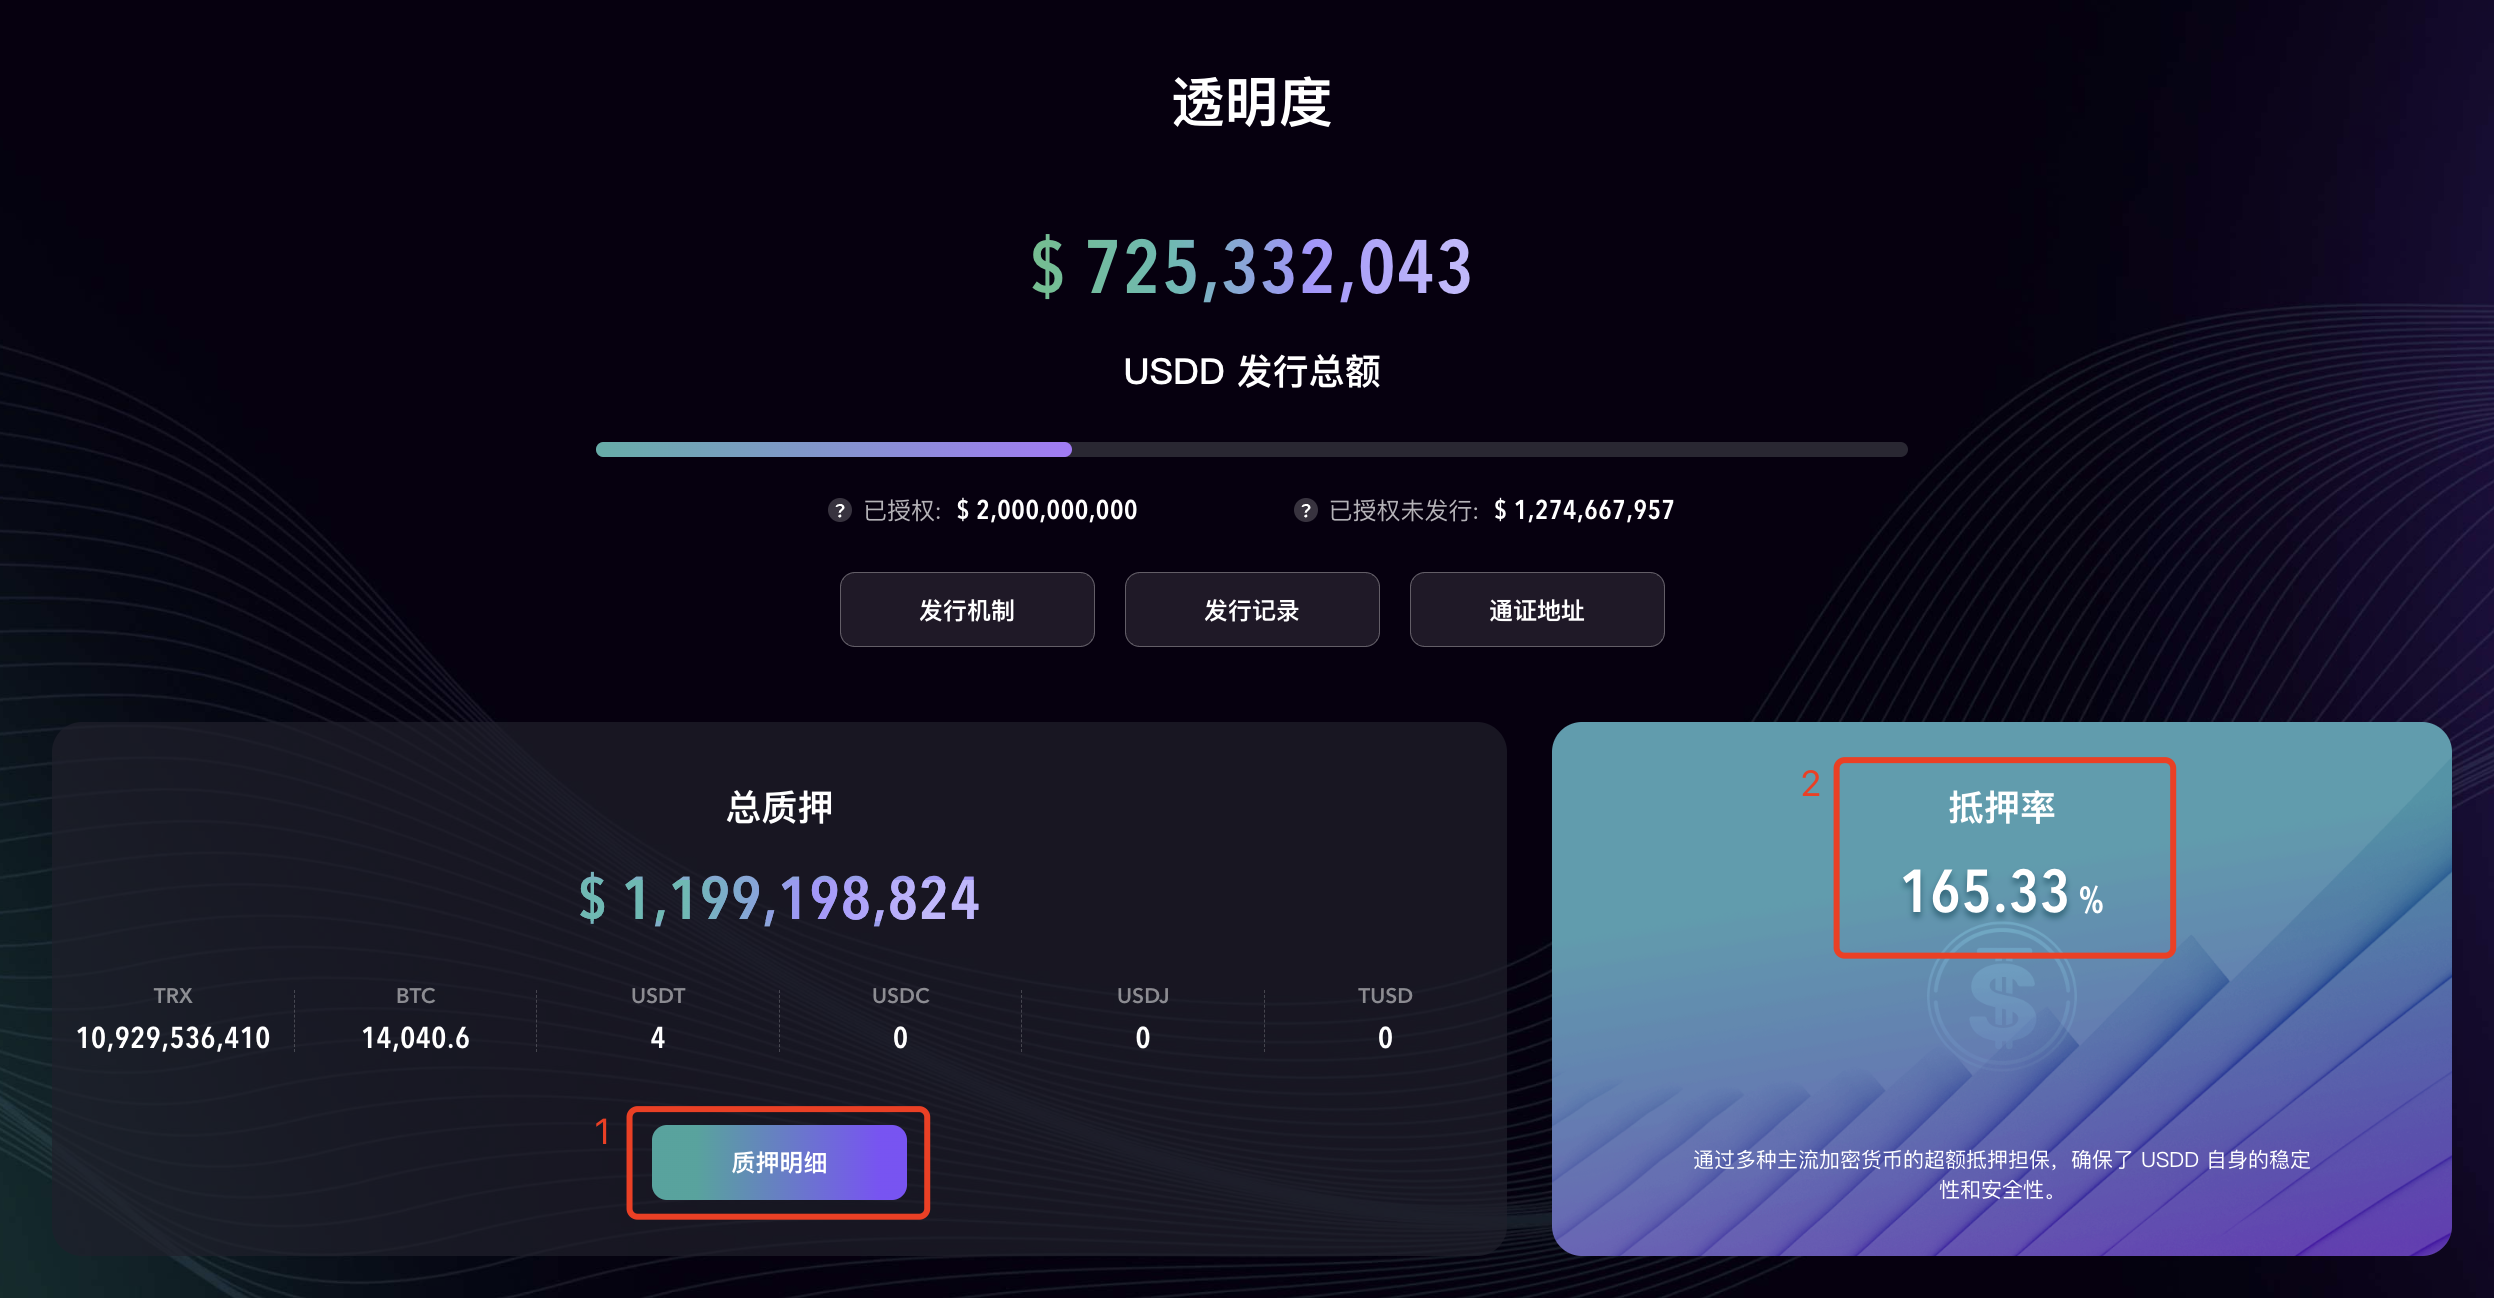 透明度
$ 725,332,043
USDD 发行总额
? 已授权: $ 2,000,000,000
? 已授权未发行: $ 1,274,667,957
发行机制
发行记录
通证地址
总质押
$ 1,199,198,824
TRX
10,929,536,410
BTC
14,040.6
USDT
4
USDC
0
USDJ
0
TUSD
0
1
质押明细
2
抵押率
165.33 %
$
通过多种主流加密货币的超额抵押担保，确保了 USDD 自身的稳定
性和安全性。